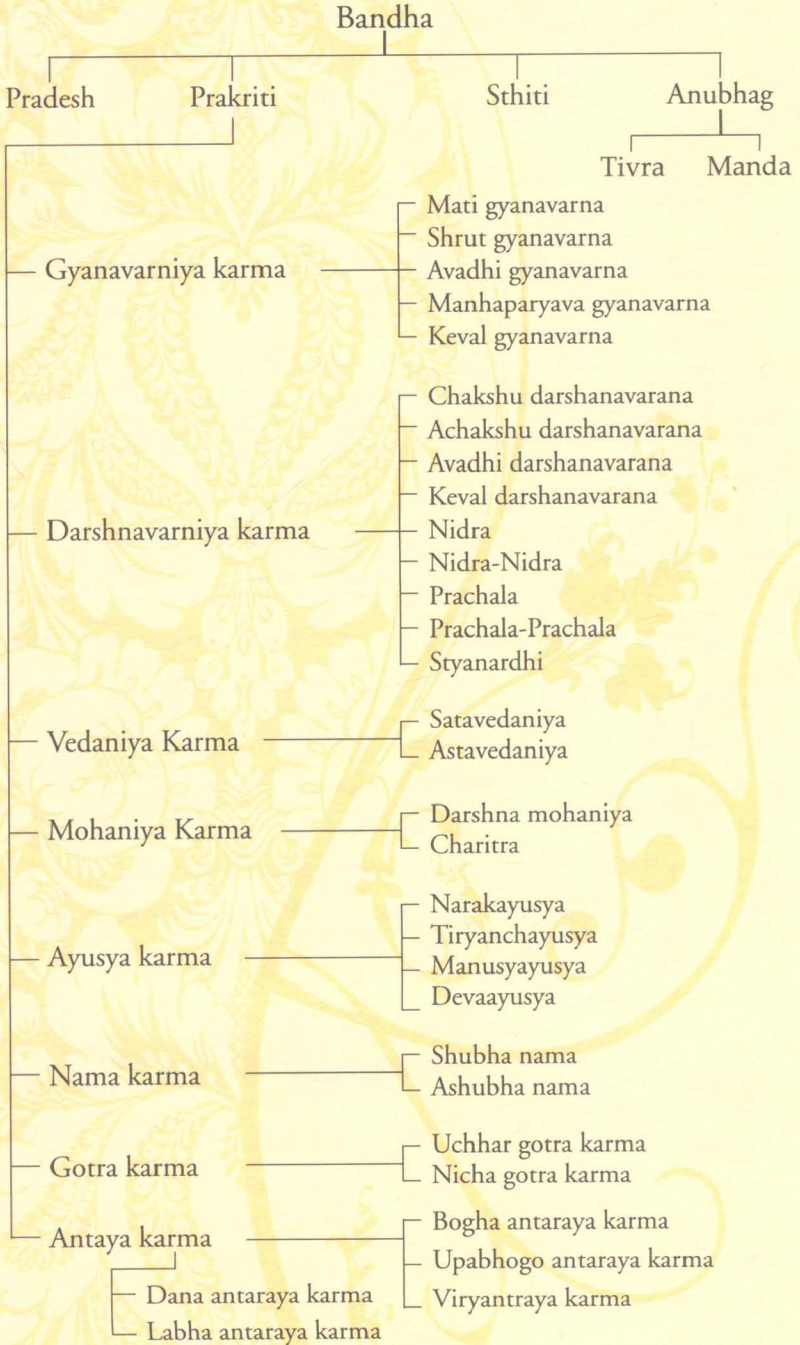 Bandha
Pradesh Prakriti Sthiti Anubhag
Tivra Manda
Gyanavarniya karma
Mati gyanavarna
Shrut gyanavarna
Avadhi gyanavarna
Manhaparyava gyanavarna
Keval gyanavarna
Darshnavarniya karma
Chakshu darshanavarana
Achakshu darshanavarana
Avadhi darshanavarana
Keval darshanavarana
Nidra
Nidra-Nidra
Prachala
Prachala-Prachala
Styanardhi
Vedaniya Karma
Satavedaniya
Astavedaniya
Mohaniya Karma
Darshna mohaniya
Charitra
Ayusya karma
Narakayusya
Tiryanchayusya
Manusyayusya
Devaayusya
Nama karma
Shubha nama
Ashubha nama
Gotra karma
Uchhar gotra karma
Nicha gotra karma
Antaya karma
Bogha antaraya karma
Upabhogo antaraya karma
Viryantraya karma
Dana antaraya karma
Labha antaraya karma